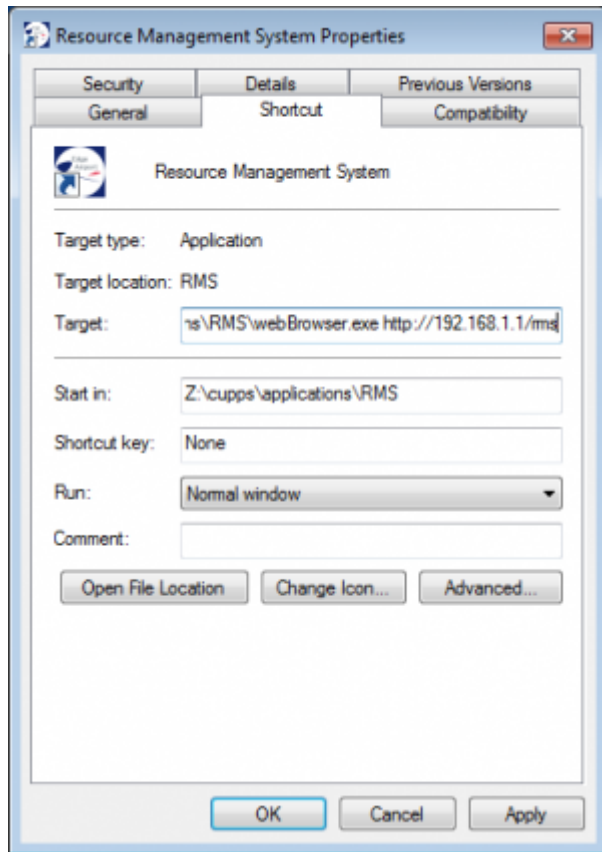 Resource Management System Properties
Security Details Previous Versions
General Shortcut Compatibility
Resource Management System
Target type: Application
Target location: RMS
Target: ns\RMS\webBrowser.exe http://192.168.1.1/rms
Start in: Z:\cupps\applications\RMS
Shortcut key: None
Run: Normal window
Comment:
Open File Location Change Icon... Advanced...
OK Cancel Apply